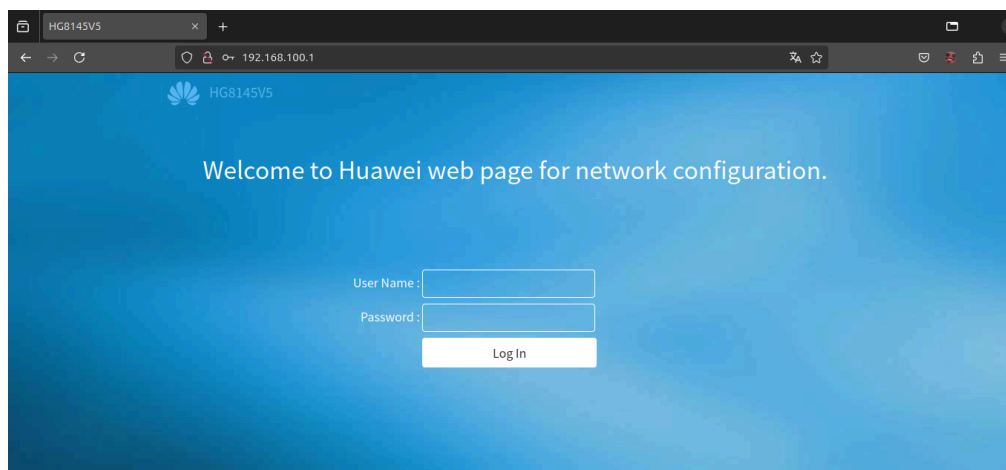 HG8145V5
192.168.100.1
HG8145V5
Welcome to Huawei web page for network configuration.
User Name :
Password :
Log In